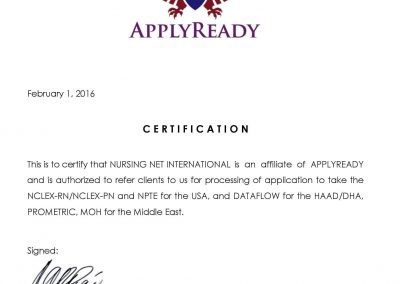 APPLYREADY
February 1, 2016
CERTIFICATION
This is to certify that NURSING NET INTERNATIONAL is an affiliate of APPLYREADY
and is authorized to refer clients to us for processing of application to take the
NCLEX-RN/NCLEX-PN and NPTE for the USA, and DATAFLOW for the HAAD/DHA,
PROMETRIC, MOH for the Middle East.
Signed: